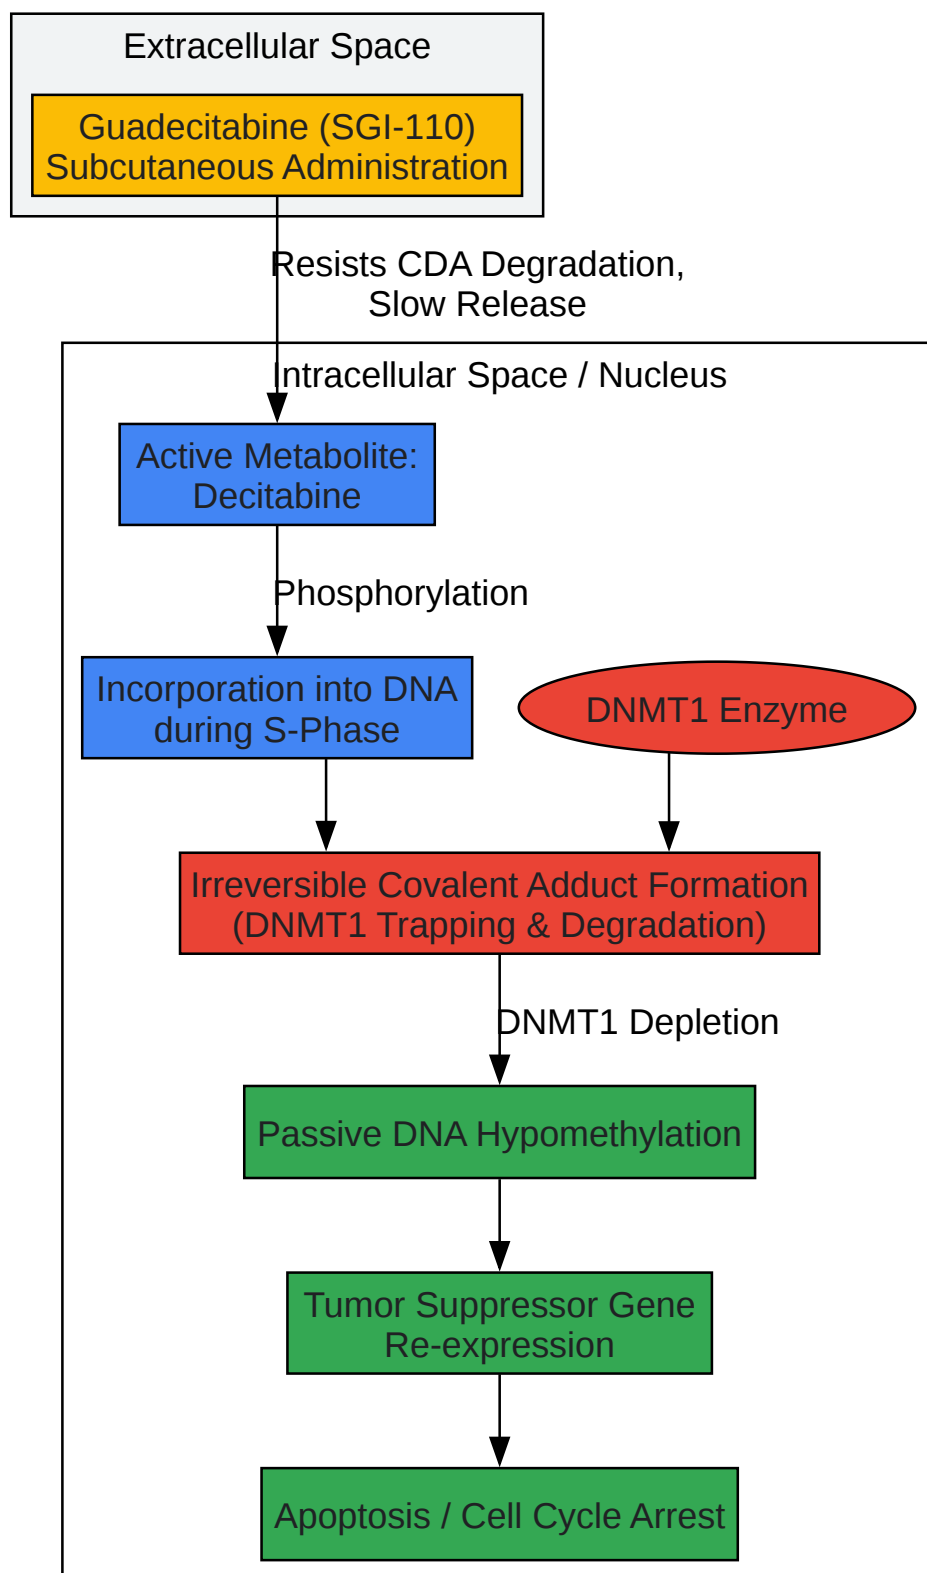 Extracellular Space
Guadecitabine (SGI-110)
Subcutaneous Administration
Resists CDA Degradation,
Slow Release
Intracellular Space / Nucleus
Active Metabolite:
Decitabine
Phosphorylation
Incorporation into DNA
during S-Phase
DNMT1 Enzyme
Irreversible Covalent Adduct Formation
(DNMT1 Trapping & Degradation)
DNMT1 Depletion
Passive DNA Hypomethylation
Tumor Suppressor Gene
Re-expression
Apoptosis / Cell Cycle Arrest